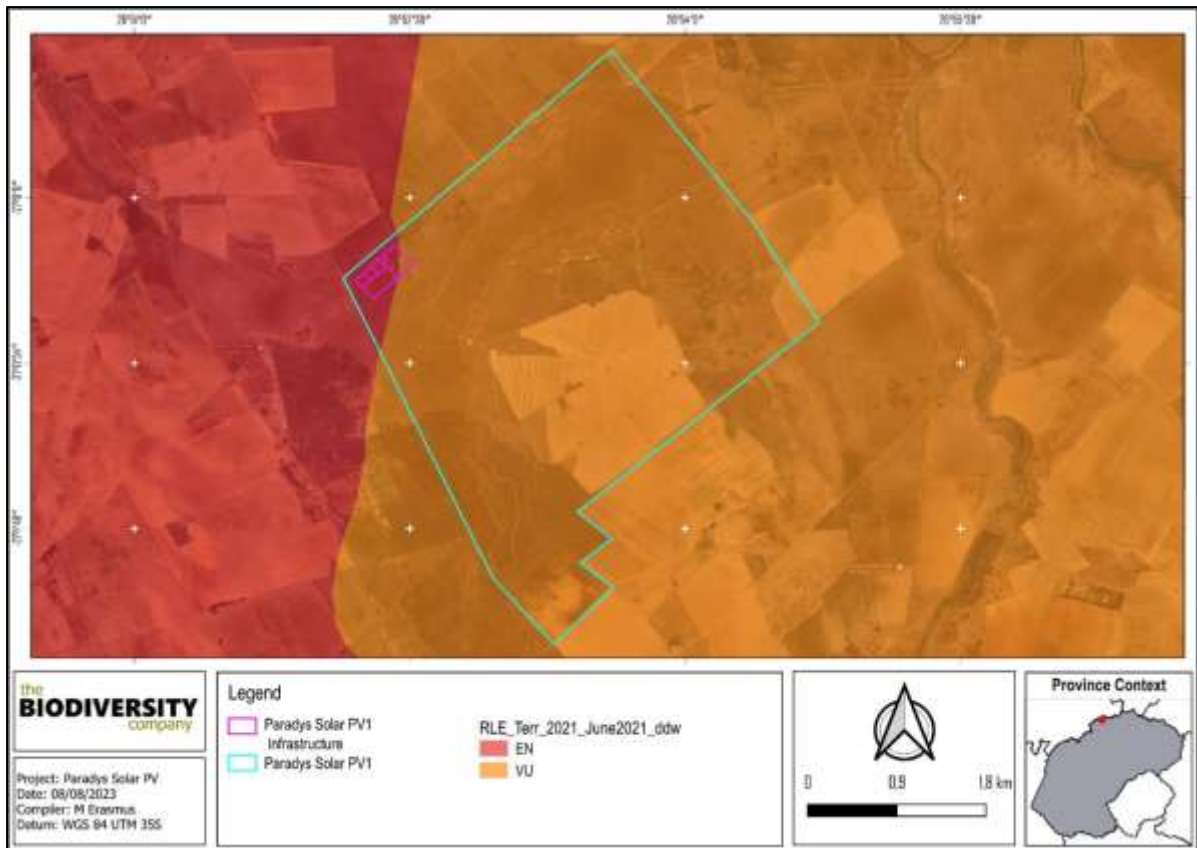 the
BIODIVERSITY
company
Project: Paradys Solar PV
Date: 08/08/2023
Compiler: M Erasmus
Datum: WGS 84 UTM 35S
Legend
Paradys Solar PV1
Infrastructure
Paradys Solar PV1
RLE_Terr_2021_June2021_ddw
EN
VU
0 0,9 1,8 km
Province Context